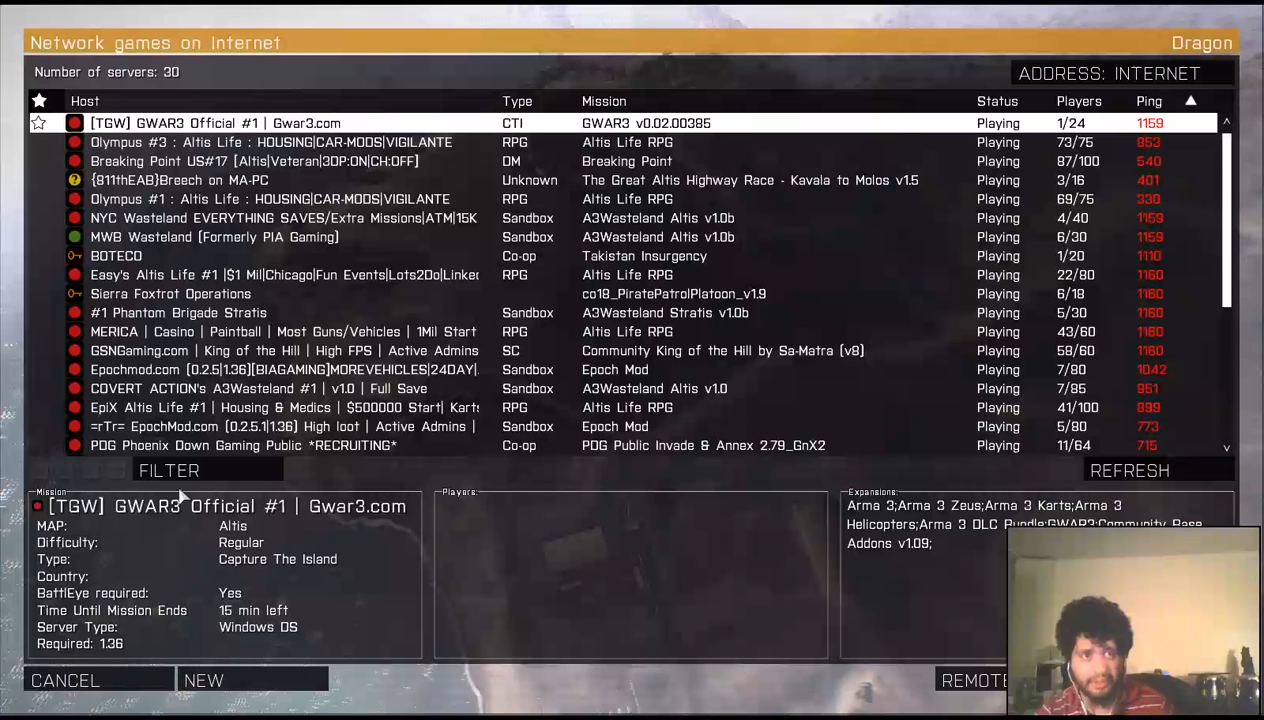 Network games on Internet Dragon
Number of servers: 30 ADDRESS: INTERNET
Host Type Mission Status Players Ping
[TGW] GWAR3 Official #1 | Gwar3.com CTI GWAR3 v0.02.00385 Playing 1/24 1159
Olympus #3 : Altis Life : HOUSING|CAR-MODS|VIGILANTE RPG Altis Life RPG Playing 73/75 853
Breaking Point US#17 [Altis|Veteran|3DP:ON|CH:OFF] DM Breaking Point Playing 87/100 540
{811thEAB}Breech on MA-PC Unknown The Great Altis Highway Race - Kavala to Molos v1.5 Playing 3/16 401
Olympus #1 : Altis Life : HOUSING|CAR-MODS|VIGILANTE RPG Altis Life RPG Playing 69/75 330
NYC Wasteland EVERYTHING SAVES/Extra Missions|ATM|15K Sandbox A3Wasteland Altis v1.0b Playing 4/40 1159
MWB Wasteland (Formerly PIA Gaming) Sandbox A3Wasteland Altis v1.0b Playing 6/30 1159
BOTECO Co-op Takistan Insurgency Playing 1/20 1110
Easy's Altis Life #1 |$1 Mil|Chicago|Fun Events|Lots2Do|Linked RPG Altis Life RPG Playing 22/80 1160
Sierra Foxtrot Operations co18_PiratePatrolPlatoon_v1.9 Playing 6/18 1160
#1 Phantom Brigade Stratis Sandbox A3Wasteland Stratis v1.0b Playing 5/30 1160
MERICA | Casino | Paintball | Most Guns/Vehicles | 1Mil Start RPG Altis Life RPG Playing 43/60 1160
GSNGaming.com | King of the Hill | High FPS | Active Admins SC Community King of the Hill by Sa-Matra (v8) Playing 58/60 1160
Epochmod.com (0.2.5|1.36)[BIAGAMING]MOREVEHICLES|24DAY| Sandbox Epoch Mod Playing 7/80 1042
COVERT ACTION's A3Wasteland #1 | v1.0 | Full Save Sandbox A3Wasteland Altis v1.0 Playing 7/85 951
EpiX Altis Life #1 | Housing & Medics | $500000 Start| Karts RPG Altis Life RPG Playing 41/100 899
=rTr= EpochMod.com (0.2.5.1|1.36) High loot | Active Admins | Sandbox Epoch Mod Playing 5/80 773
PDG Phoenix Down Gaming Public *RECRUITING* Co-op PDG Public Invade & Annex 2.79_GnX2 Playing 11/64 715
FILTER REFRESH
Mission
[TGW] GWAR3 Official #1 | Gwar3.com
MAP: Altis
Difficulty: Regular
Type: Capture The Island
Country:
BattlEye required: Yes
Time Until Mission Ends 15 min left
Server Type: Windows DS
Required: 1.36
Players:
Expansions:
Arma 3;Arma 3 Zeus;Arma 3 Karts;Arma 3
Helicopters;Arma 3 DLC Bundle;GWAR3;Community Base
Addons v1.09;
CANCEL NEW REMOTE